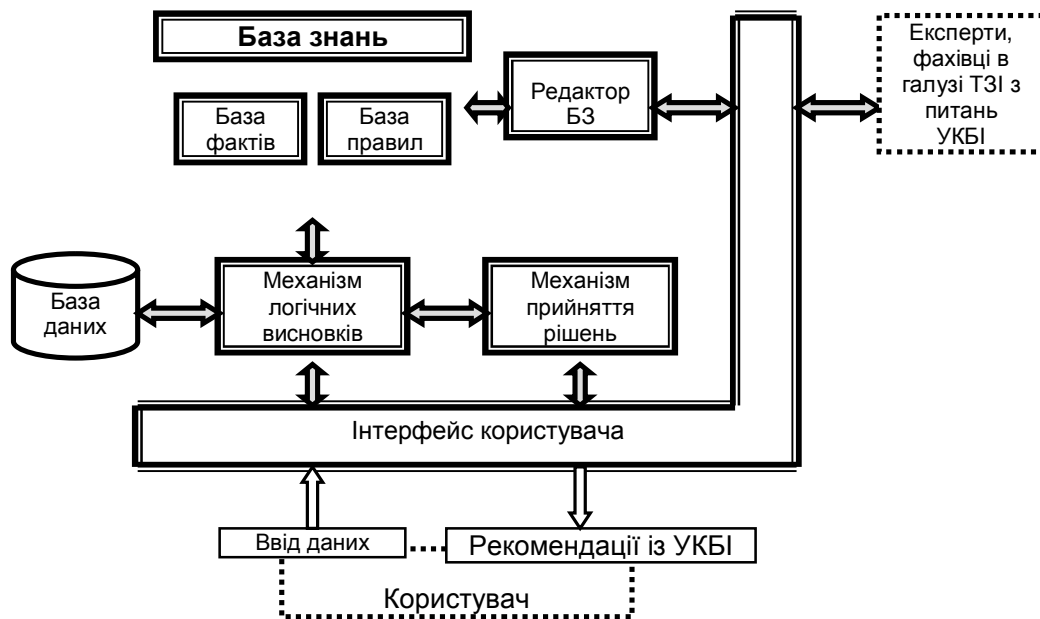 База знань
Експерти,
фахівці в
галузі ТЗІ з
питань
УКБІ
Редактор
БЗ
База
фактів
База
правил
База
даних
Механізм
логічних
висновків
Механізм
прийняття
рішень
Інтерфейс користувача
Ввід даних
Рекомендації із УКБІ
Користувач